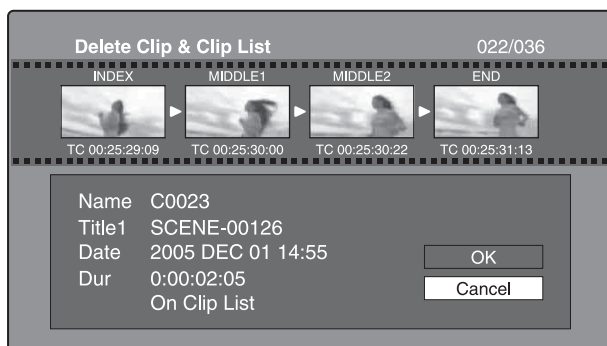 Delete Clip & Clip List 022/036
INDEX MIDDLE1 MIDDLE2 END
TC 00:25:29:09 TC 00:25:30:00 TC 00:25:30:22 TC 00:25:31:13
Name C0023
Title1 SCENE-00126
Date 2005 DEC 01 14:55
Dur 0:00:02:05
On Clip List
OK
Cancel